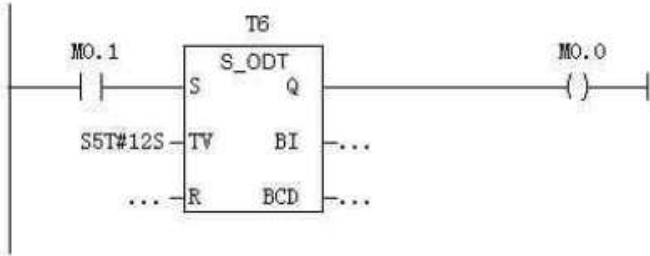 T6
M0.1
M0.0
S_ODT
S
Q
S5T#12S
TV
BI
...
...
R
BCD
...